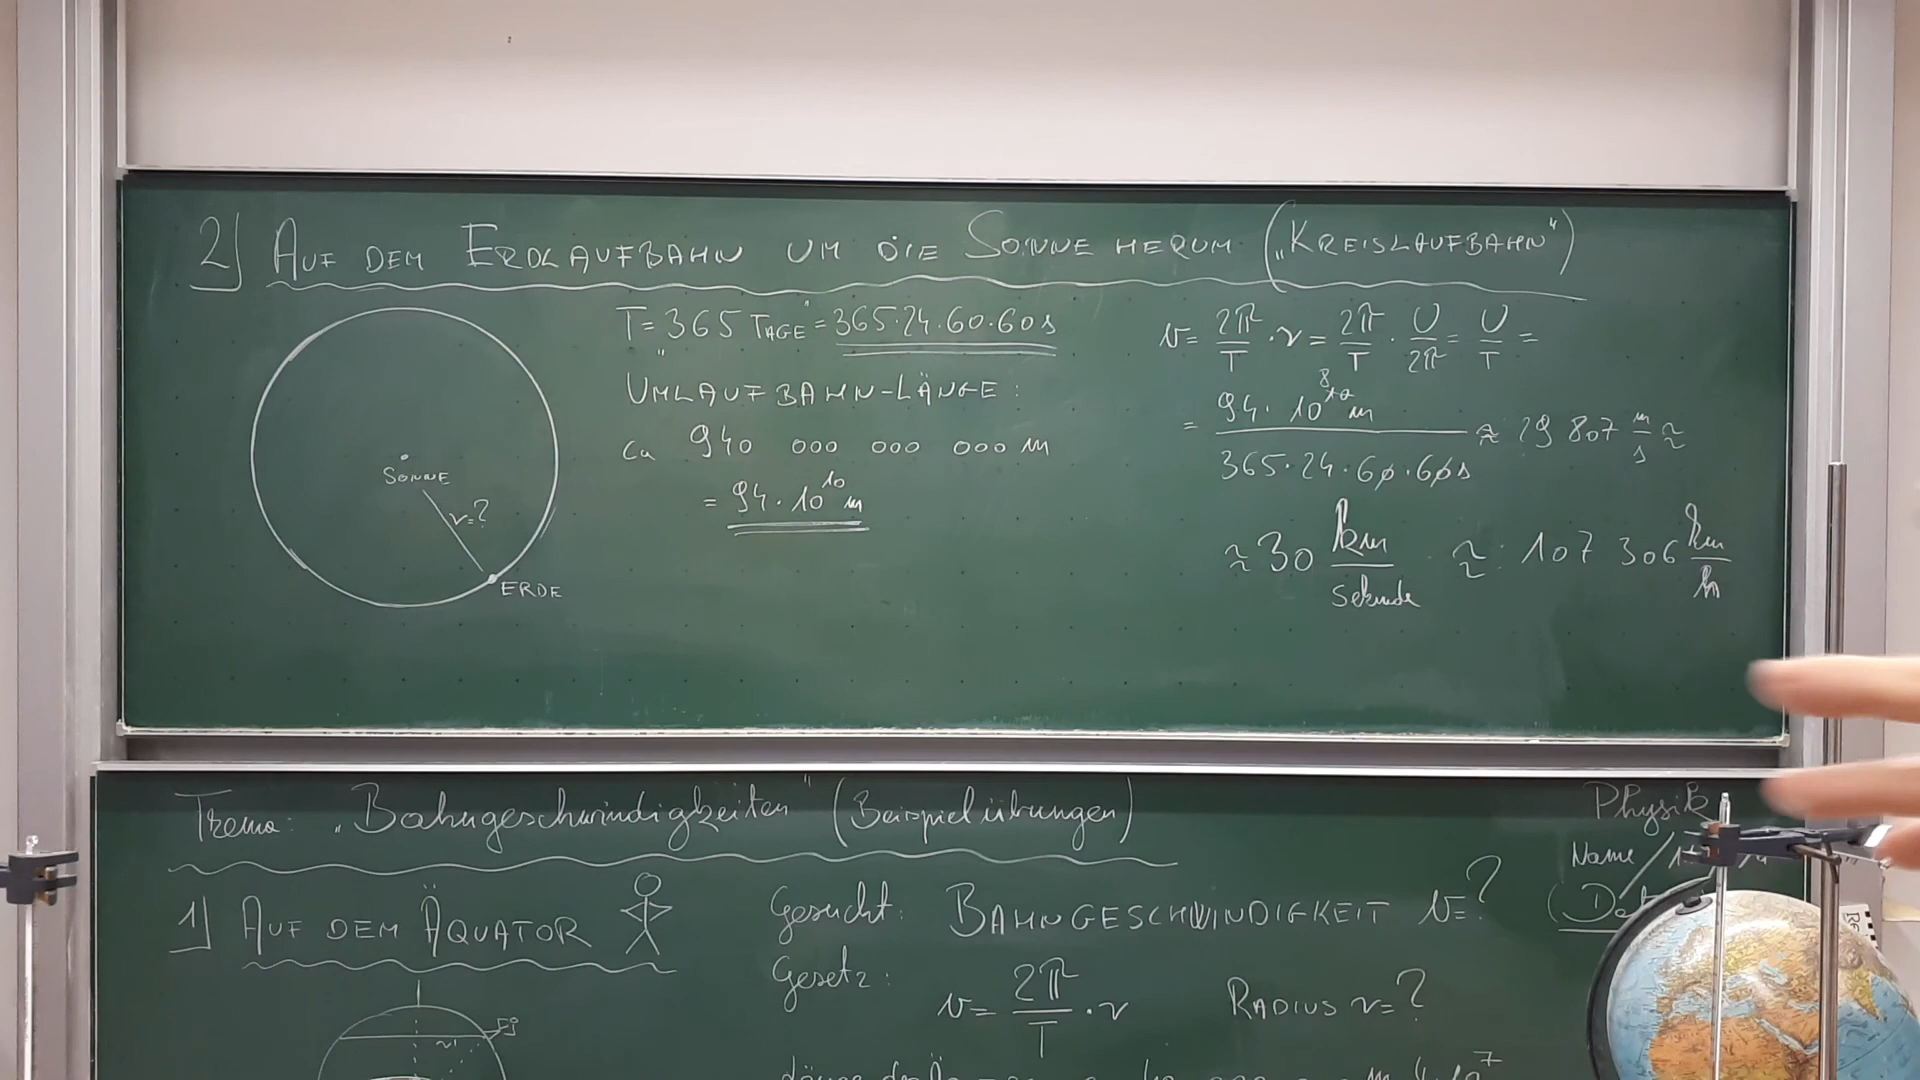 2) AUF DEM ERDLAUFBAHN UM DIE SONNE HERUM („KREISLAUFBAHN“)
T = 365 TAGE = 365·24·60·60 s
UMLAUFBAHN-LÄNGE:
ca 940 000 000 000 m
= 94·10^10 m
SONNE
r=?
ERDE
v = 2π/T · r = 2π/T · U/2π = U/T =
= 94·10^10 8 m / 365·24·60·60 s ≈ 29 807 m/s ≈
≈ 30 km/Sekunde ≈ 107 306 km/h
Thema: „Bahngeschwindigkeiten“ (Beispielübungen)
Physik
Name
1) AUF DEM ÄQUATOR
Gesucht: BAHNGESCHWINDIGKEIT v=?
Gesetz:
v = 2π/T · r
RADIUS r=?
r